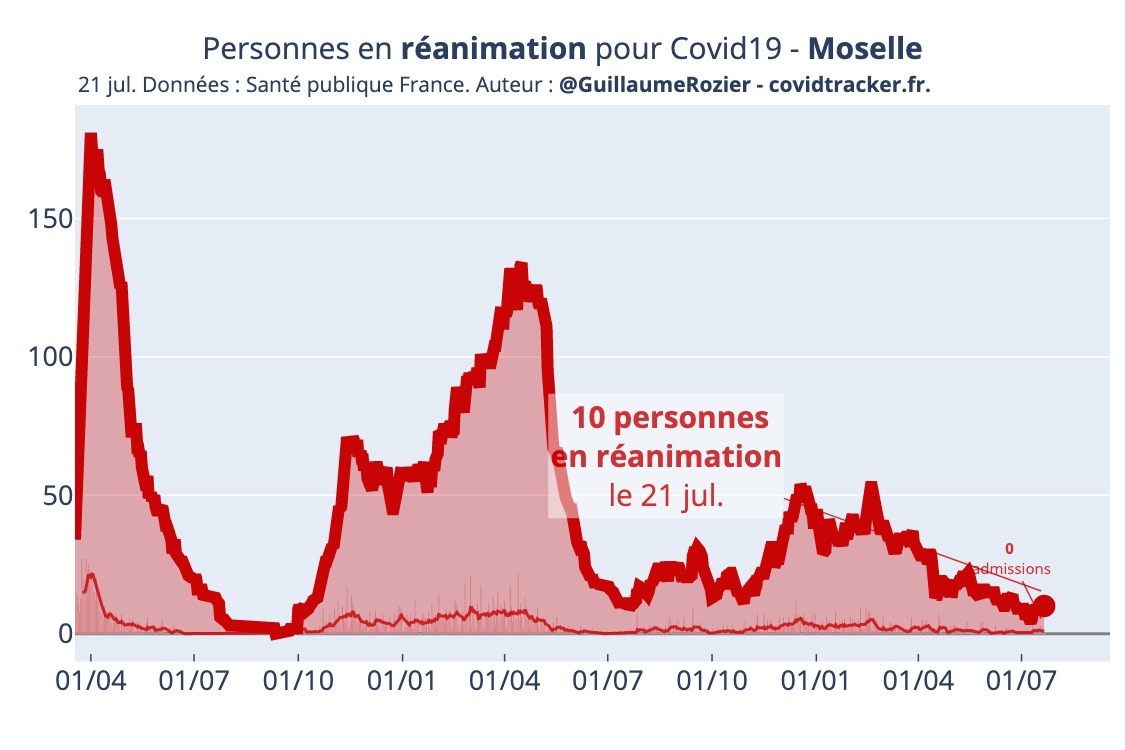 Personnes en réanimation pour Covid19 - Moselle
21 jul. Données : Santé publique France. Auteur : @GuillaumeRozier - covidtracker.fr.
150
100
50
0
10 personnes
en réanimation
le 21 jul.
0
admissions
01/04 01/07 01/10 01/01 01/04 01/07 01/10 01/01 01/04 01/07